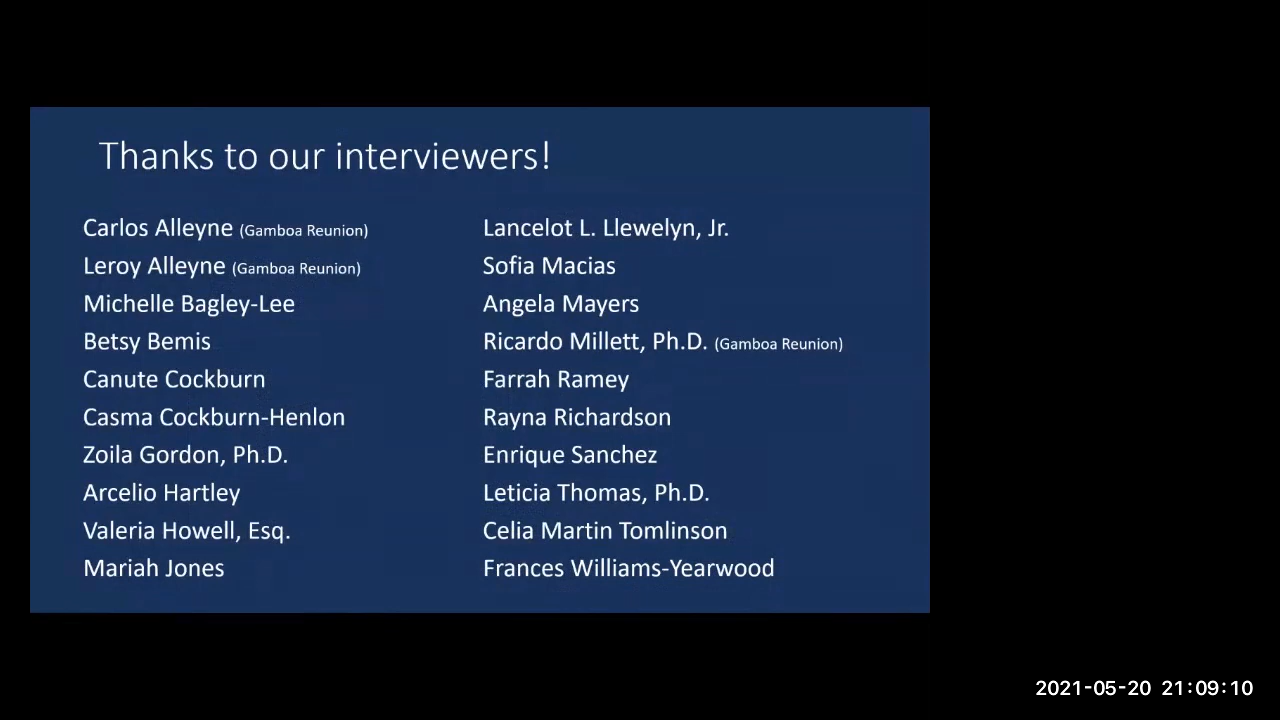 Thanks to our interviewers!
Carlos Alleyne (Gamboa Reunion)
Leroy Alleyne (Gamboa Reunion)
Michelle Bagley-Lee
Betsy Bemis
Canute Cockburn
Casma Cockburn-Henlon
Zoila Gordon, Ph.D.
Arcelio Hartley
Valeria Howell, Esq.
Mariah Jones
Lancelot L. Llewelyn, Jr.
Sofia Macias
Angela Mayers
Ricardo Millett, Ph.D. (Gamboa Reunion)
Farrah Ramey
Rayna Richardson
Enrique Sanchez
Leticia Thomas, Ph.D.
Celia Martin Tomlinson
Frances Williams-Yearwood
2021-05-20 21:09:10